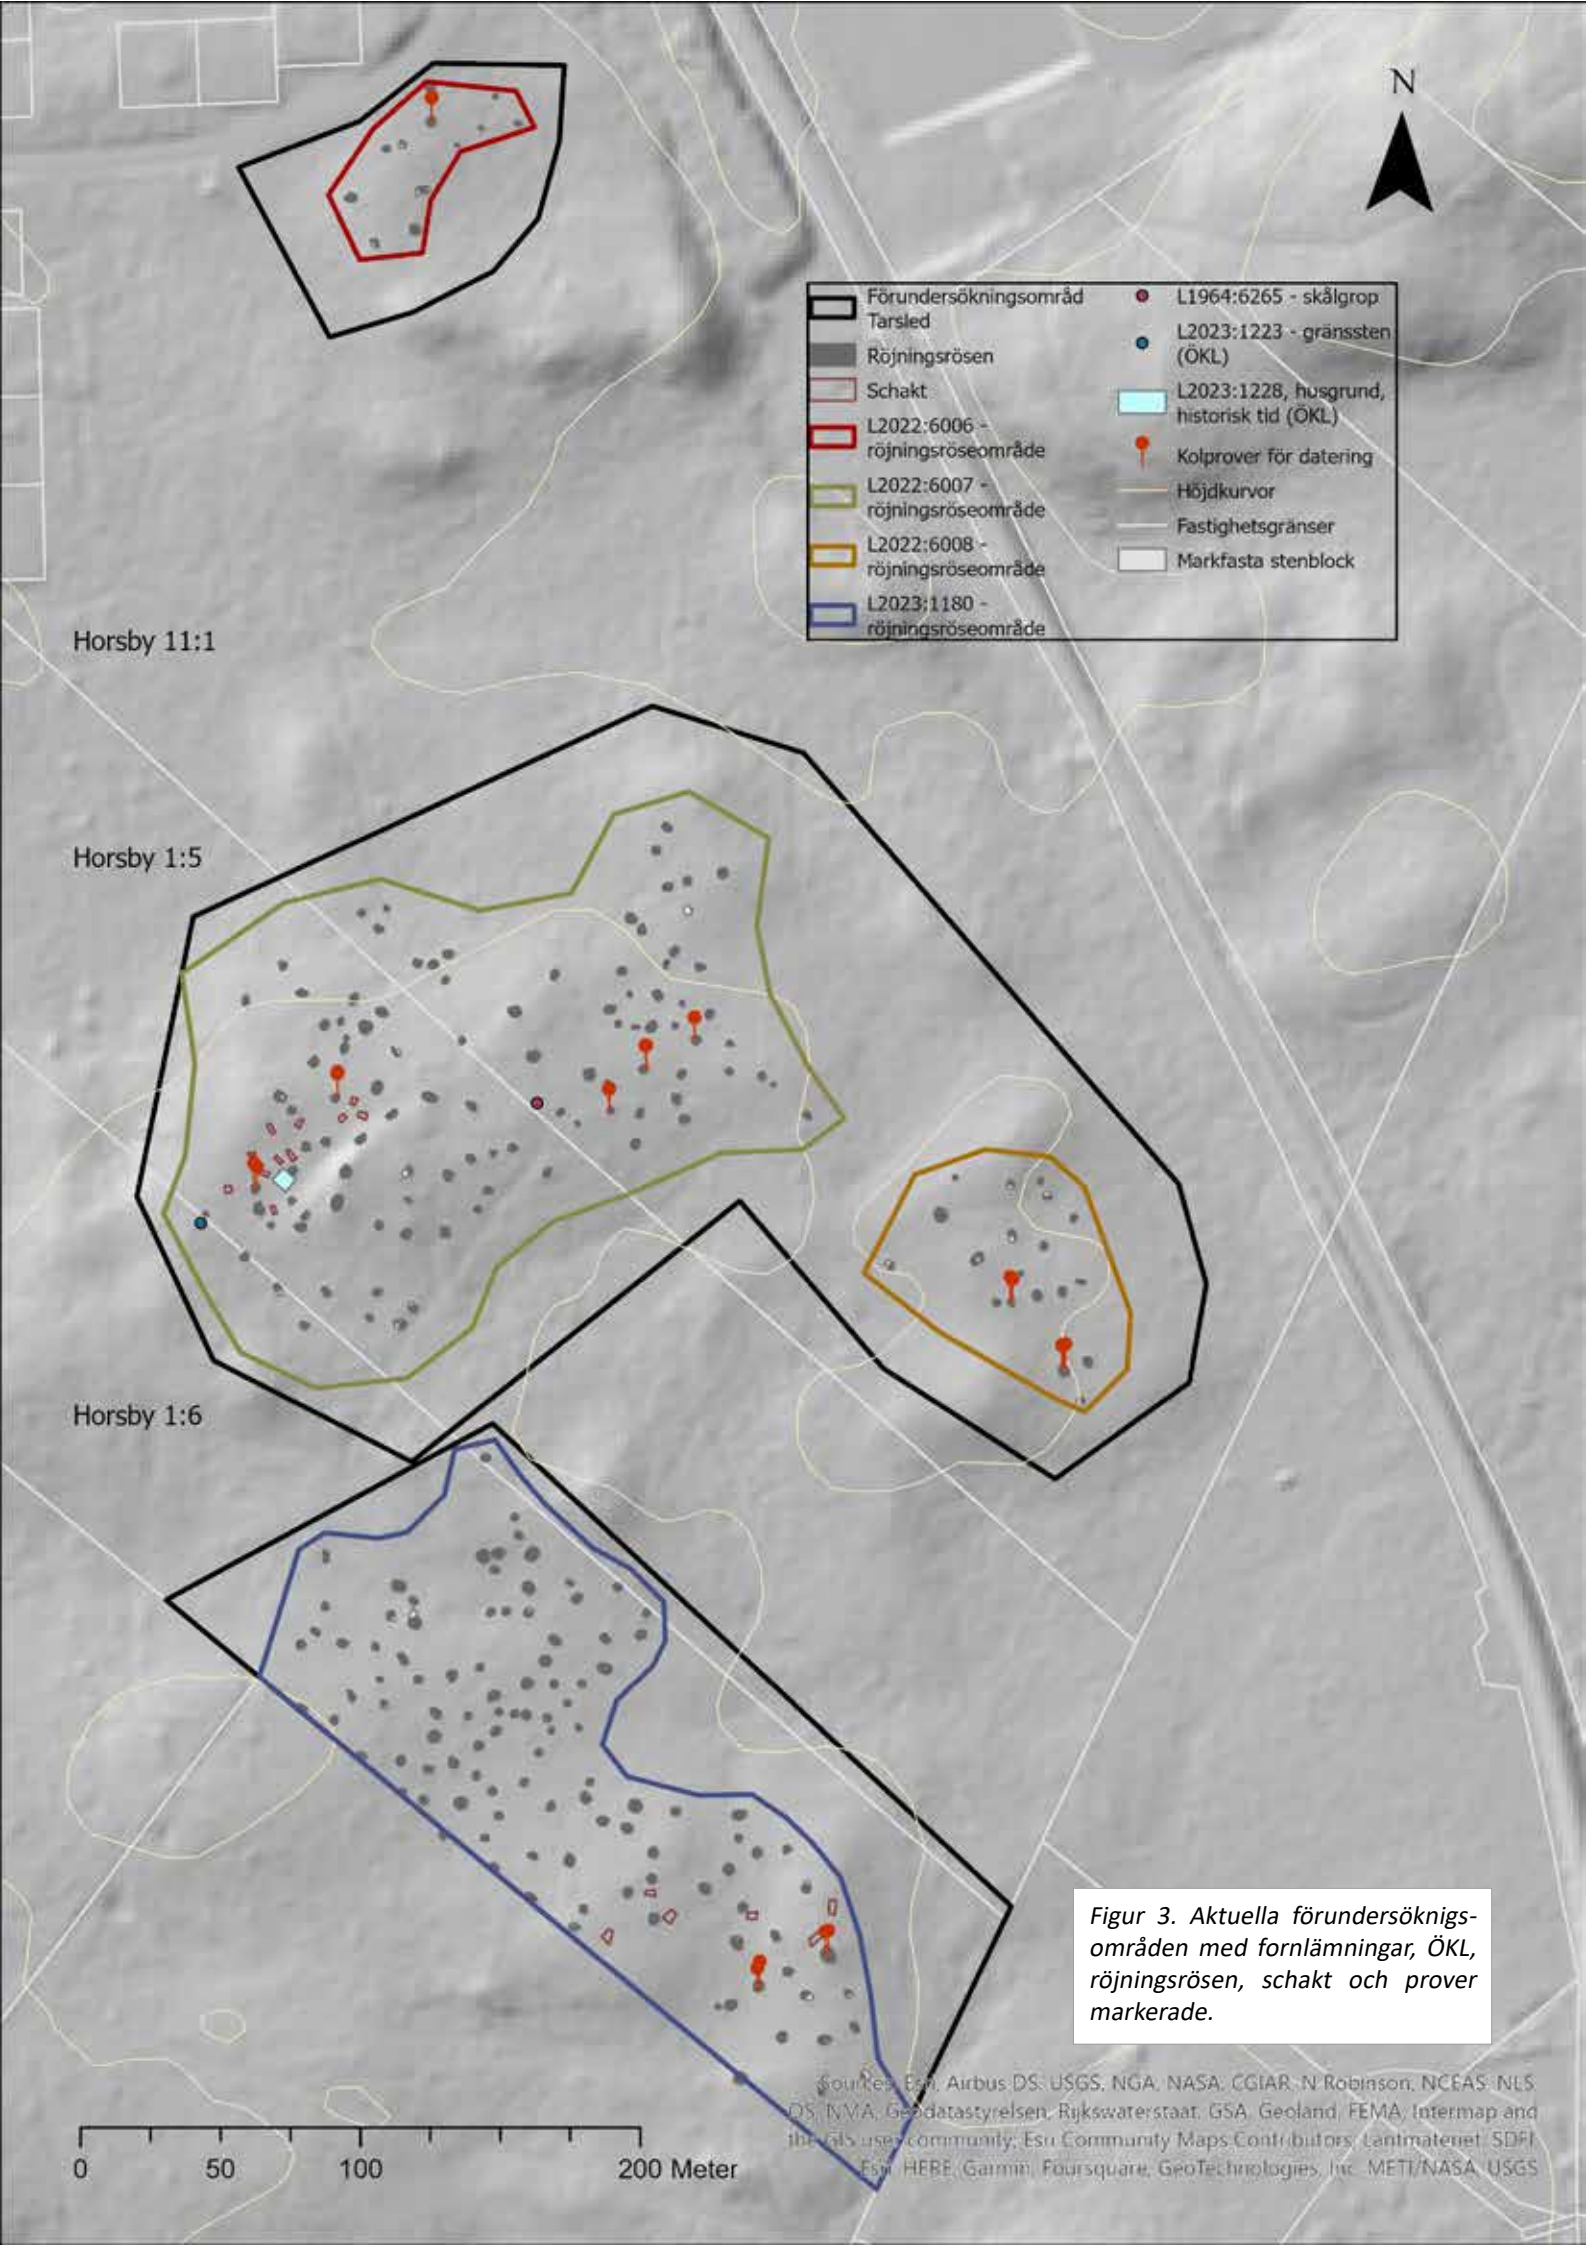 N
Förundersökningsområd
Tarsled
Röjningsrösen
Schakt
L2022:6006 -
röjningsröseområde
L2022:6007 -
röjningsröseområde
L2022:6008 -
röjningsröseområde
L2023:1180 -
röjningsröseområde
L1964:6265 - skålgrop
L2023:1223 - gränssten
(ÖKL)
L2023:1228, husgrund,
historisk tid (ÖKL)
Kolprover för datering
Höjdkurvor
Fastighetsgränser
Markfasta stenblock
Horsby 11:1
Horsby 1:5
Horsby 1:6
Figur 3. Aktuella förundersöknigs-
områden med fornlämningar, ÖKL,
röjningsrösen, schakt och prover
markerade.
Sources: Esri, Airbus DS, USGS, NGA, NASA, CGIAR, N Robinson, NCEAS, NLS,
OS, NMA, Geodatastyrelsen, Rijkswaterstaat, GSA, Geoland, FEMA, Intermap and
the GIS user community; Esri Community Maps Contributors, Lantmäteriet, SDFI,
Esri, HERE, Garmin, Foursquare, GeoTechnologies, Inc, METI/NASA, USGS
0 50 100 200 Meter